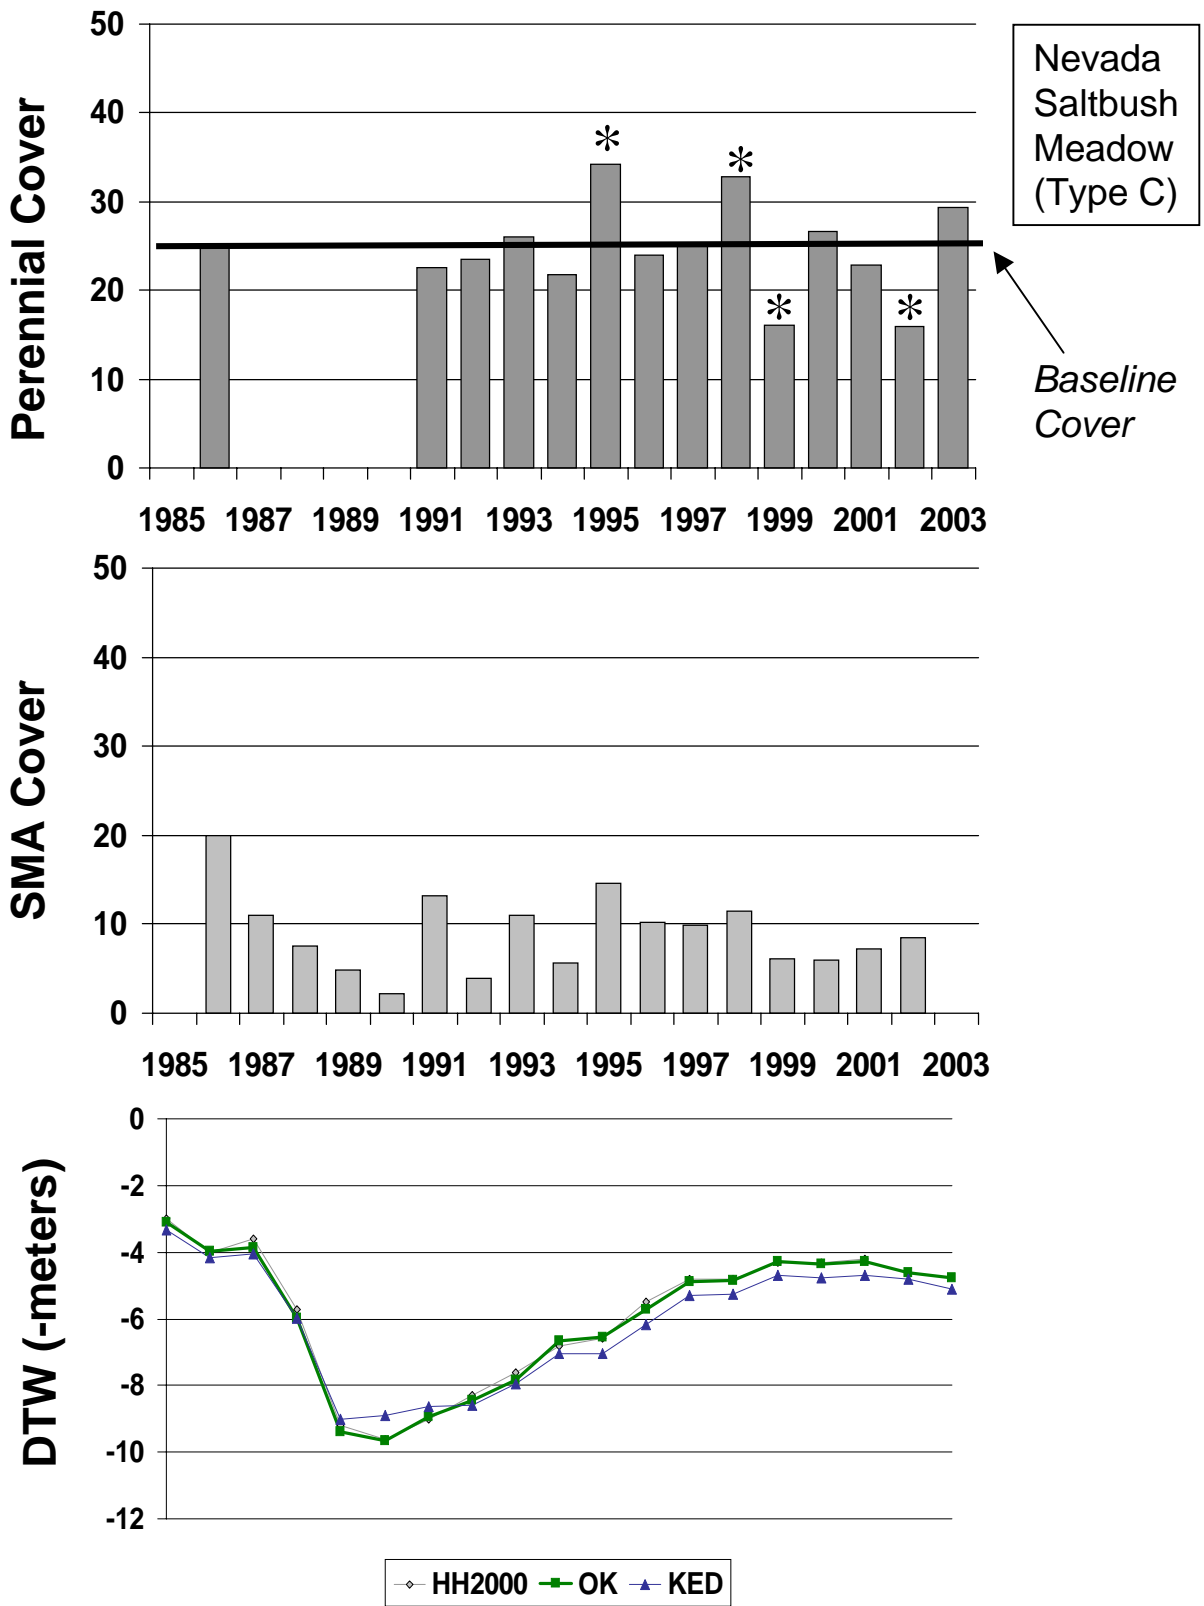 50
40
30
20
10
0
Perennial Cover
* * * *
1985 1987 1989 1991 1993 1995 1997 1999 2001 2003
Nevada
Saltbush
Meadow
(Type C)
Baseline
Cover
50
40
30
20
10
0
SMA Cover
1985 1987 1989 1991 1993 1995 1997 1999 2001 2003
0
-2
-4
-6
-8
-10
-12
DTW (-meters)
HH2000 OK KED